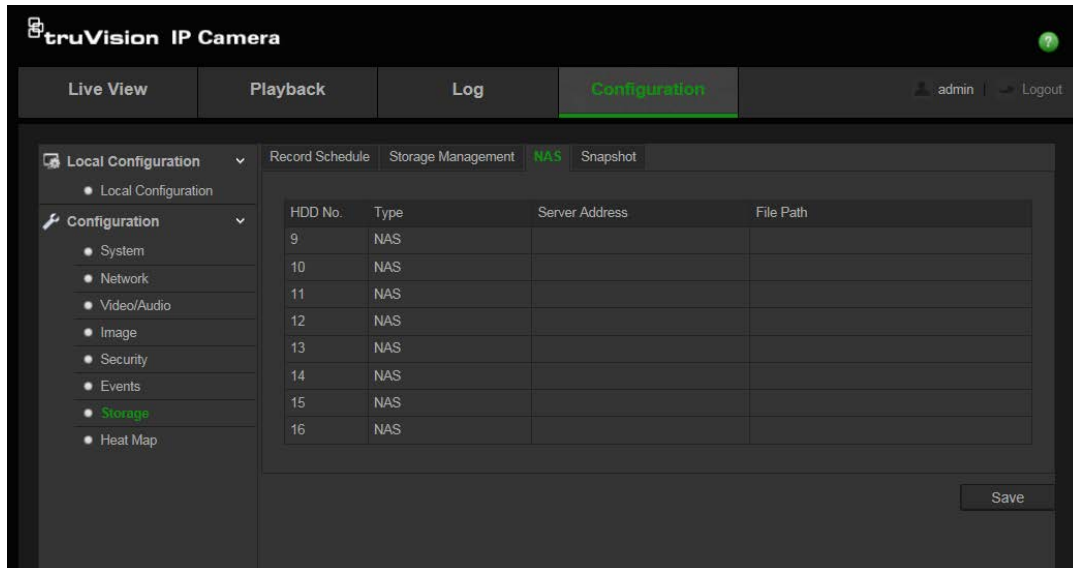 truVision IP Camera
?
Live View Playback Log Configuration admin | Logout
Local Configuration
Local Configuration
Configuration
System
Network
Video/Audio
Image
Security
Events
Storage
Heat Map
Record Schedule Storage Management NAS Snapshot
HDD No. Type Server Address File Path
9 NAS
10 NAS
11 NAS
12 NAS
13 NAS
14 NAS
15 NAS
16 NAS
Save